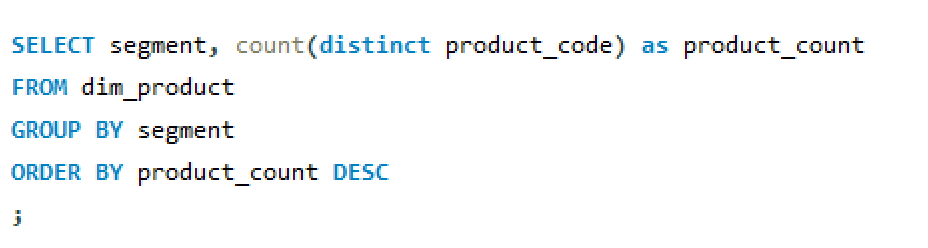 SELECT segment, count(distinct product_code) as product_count
FROM dim_product
GROUP BY segment
ORDER BY product_count DESC
;